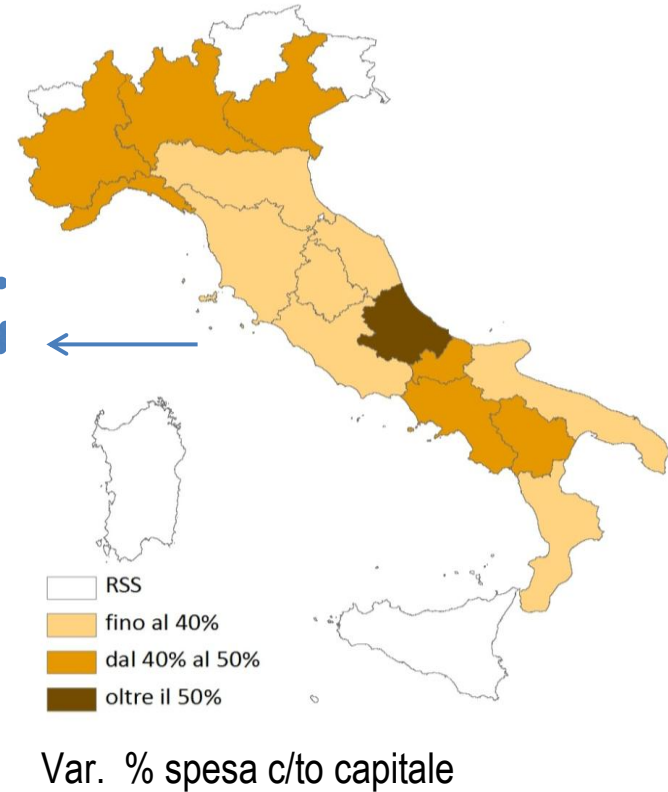 RSS
fino al 40%
dal 40% al 50%
oltre il 50%
Var. % spesa c/to capitale